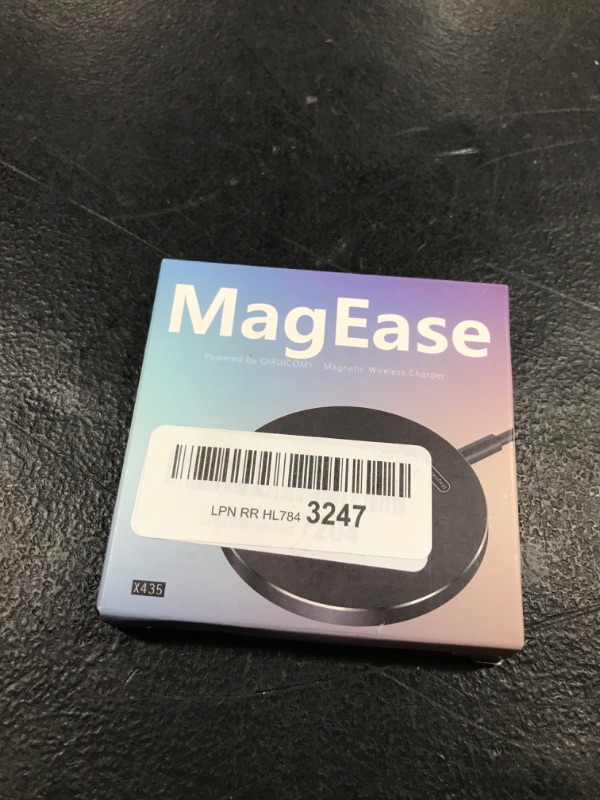 MagEase
Powered by QIRUICOMY Magnetic Wireless Charger
LPN RR HL784 3247
X435